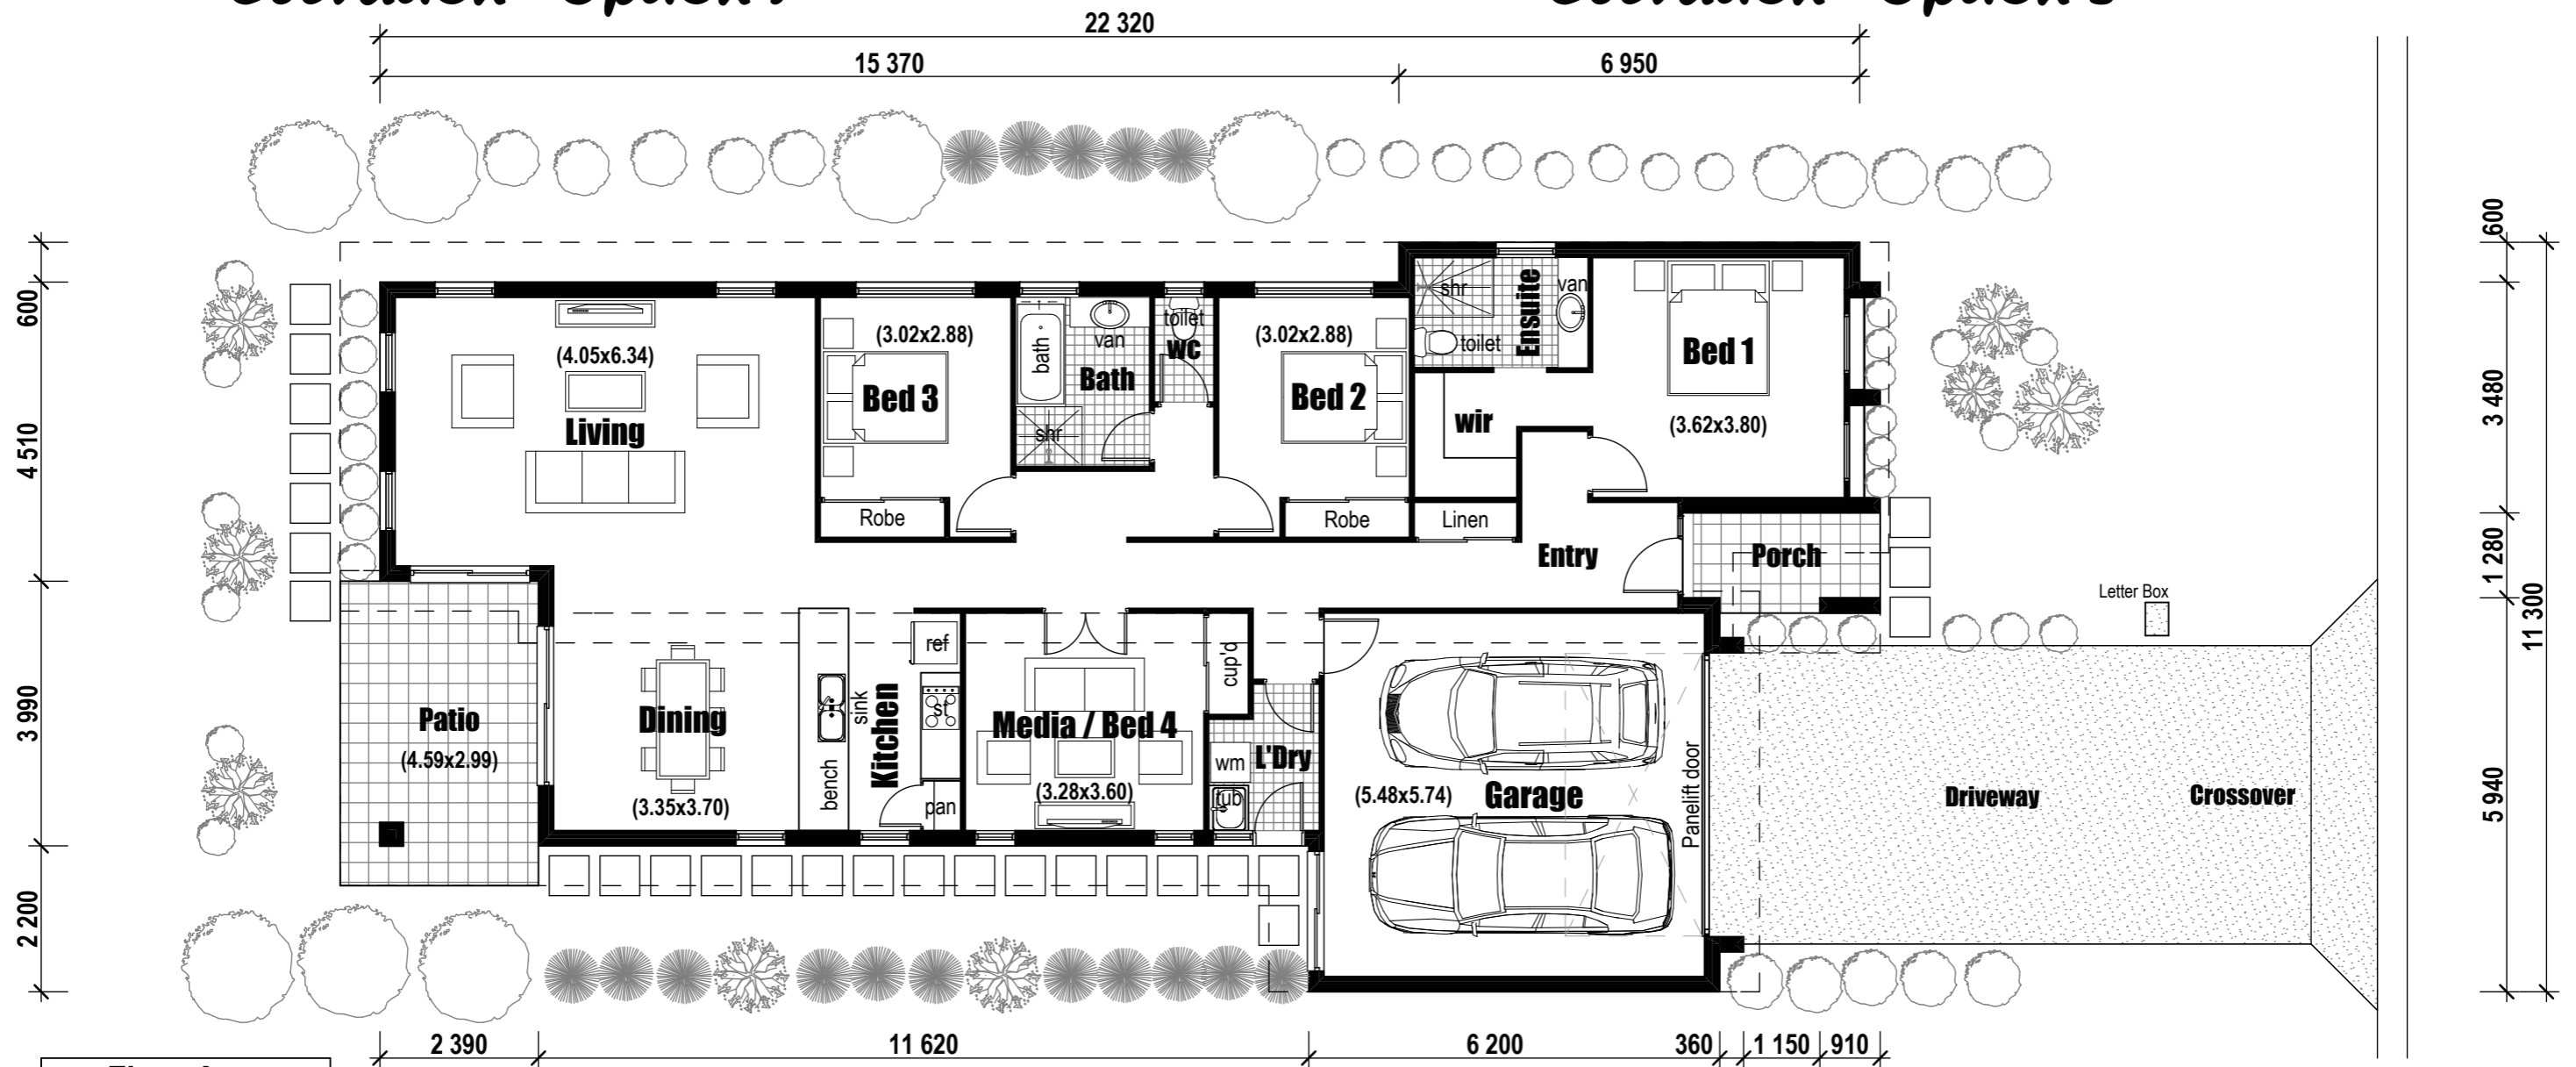 22 320
15 370
6 950
600
4 510
3 990
2 200
600
3 480
1 280
11 300
5 940
(4.05x6.34)
Living
(3.02x2.88)
Bed 3
Robe
bath
van
Bath
shr
toilet
wc
(3.02x2.88)
Bed 2
Robe
shr
toilet
Ensuite
van
wir
Linen
Bed 1
(3.62x3.80)
Entry
Porch
Letter Box
Patio
(4.59x2.99)
Dining
(3.35x3.70)
bench
sink
Kitchen
ref
st
pan
Media / Bed 4
(3.28x3.60)
cup'd
wm
tub
L'Dry
(5.48x5.74)
Garage
Panelift door
Driveway
Crossover
2 390
11 620
6 200
360
1 150
910